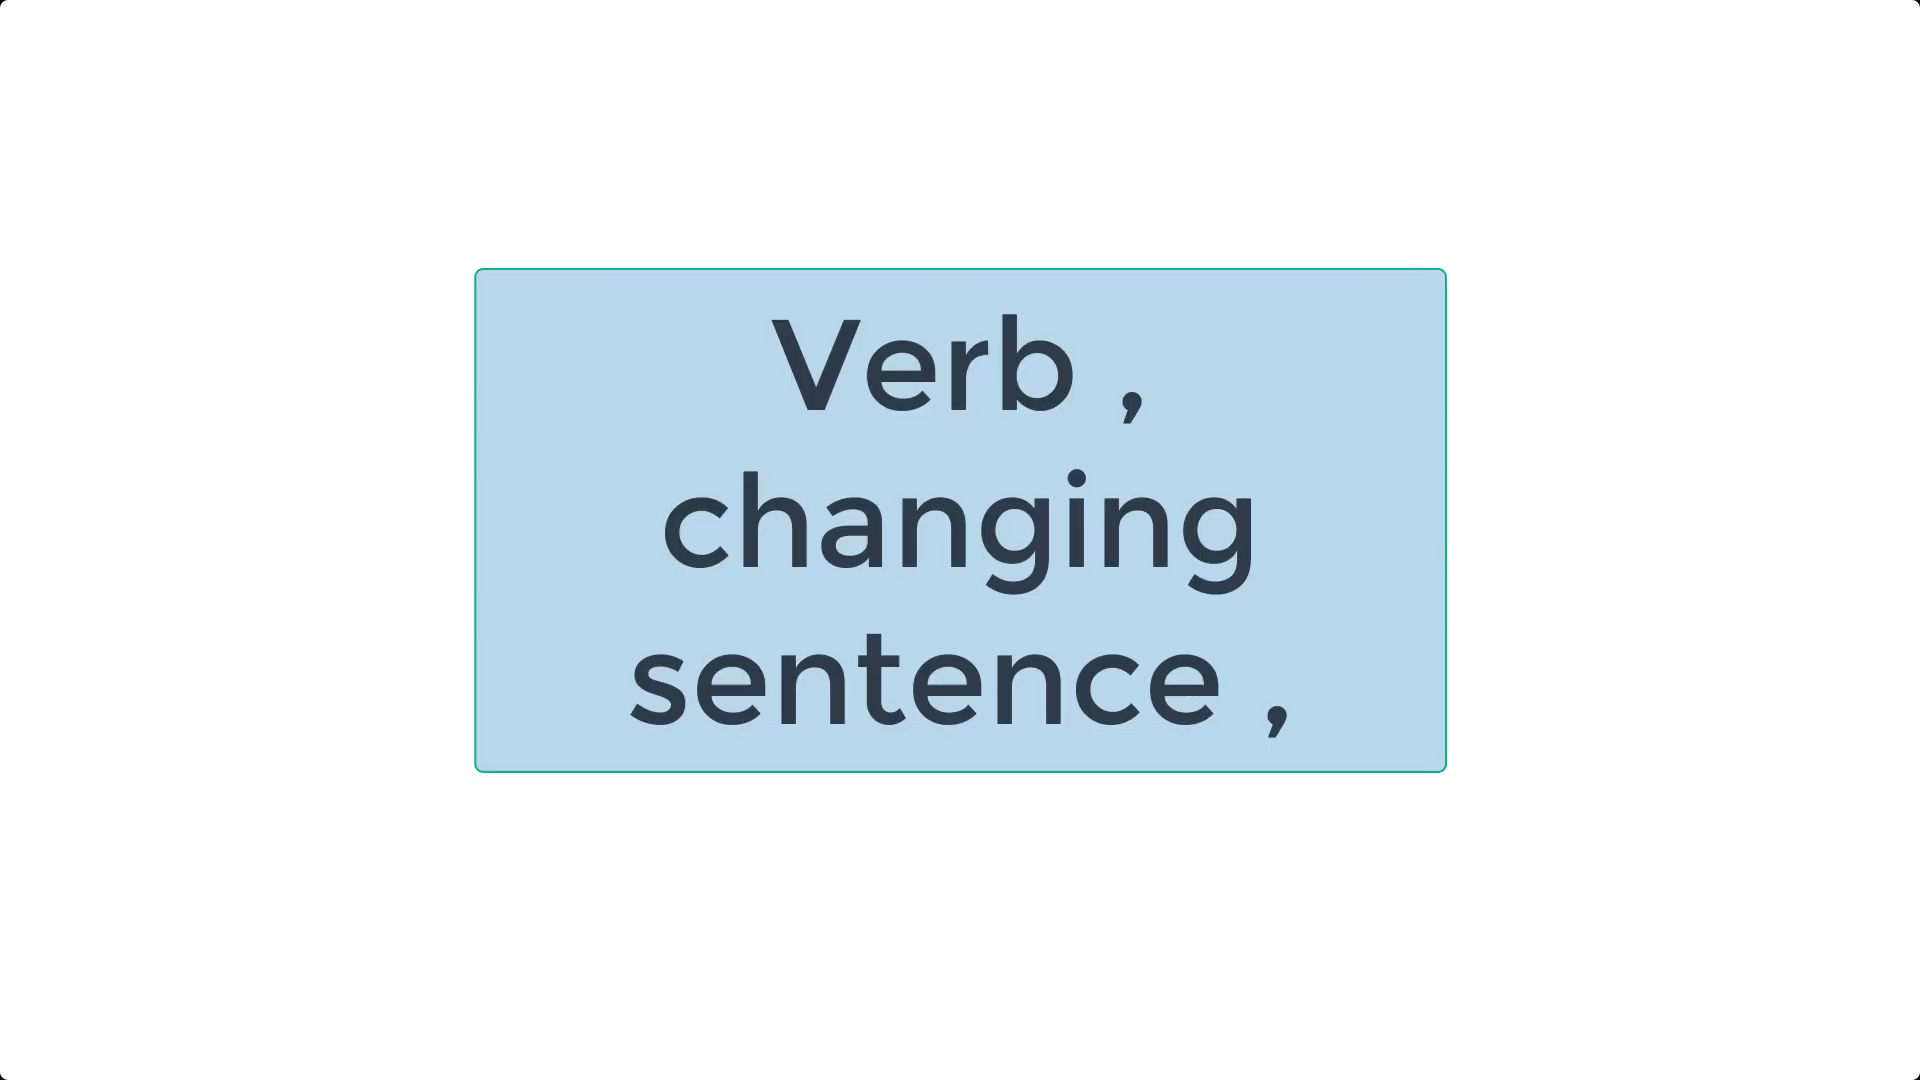 Verb ,
changing
sentence ,